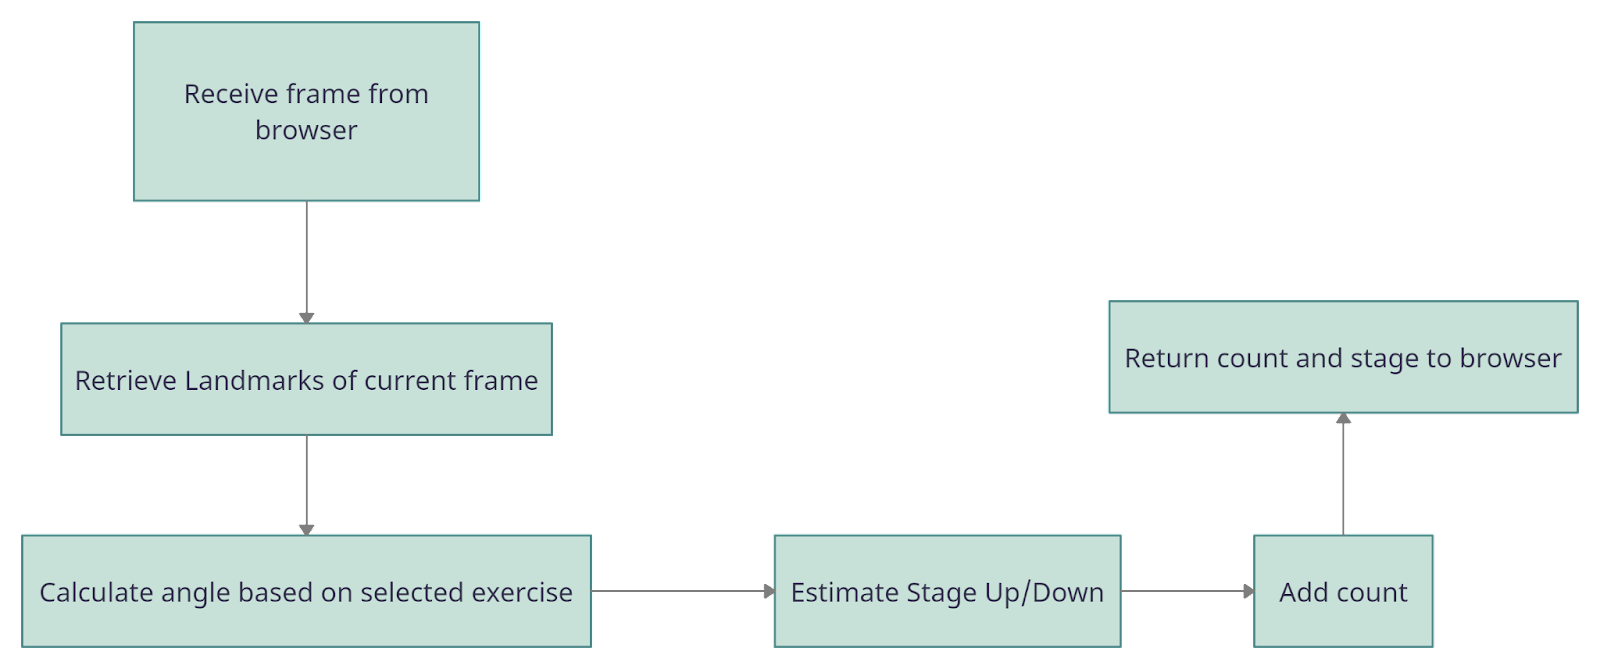 Receive frame from
browser
Retrieve Landmarks of current frame
Calculate angle based on selected exercise
Estimate Stage Up/Down
Add count
Return count and stage to browser